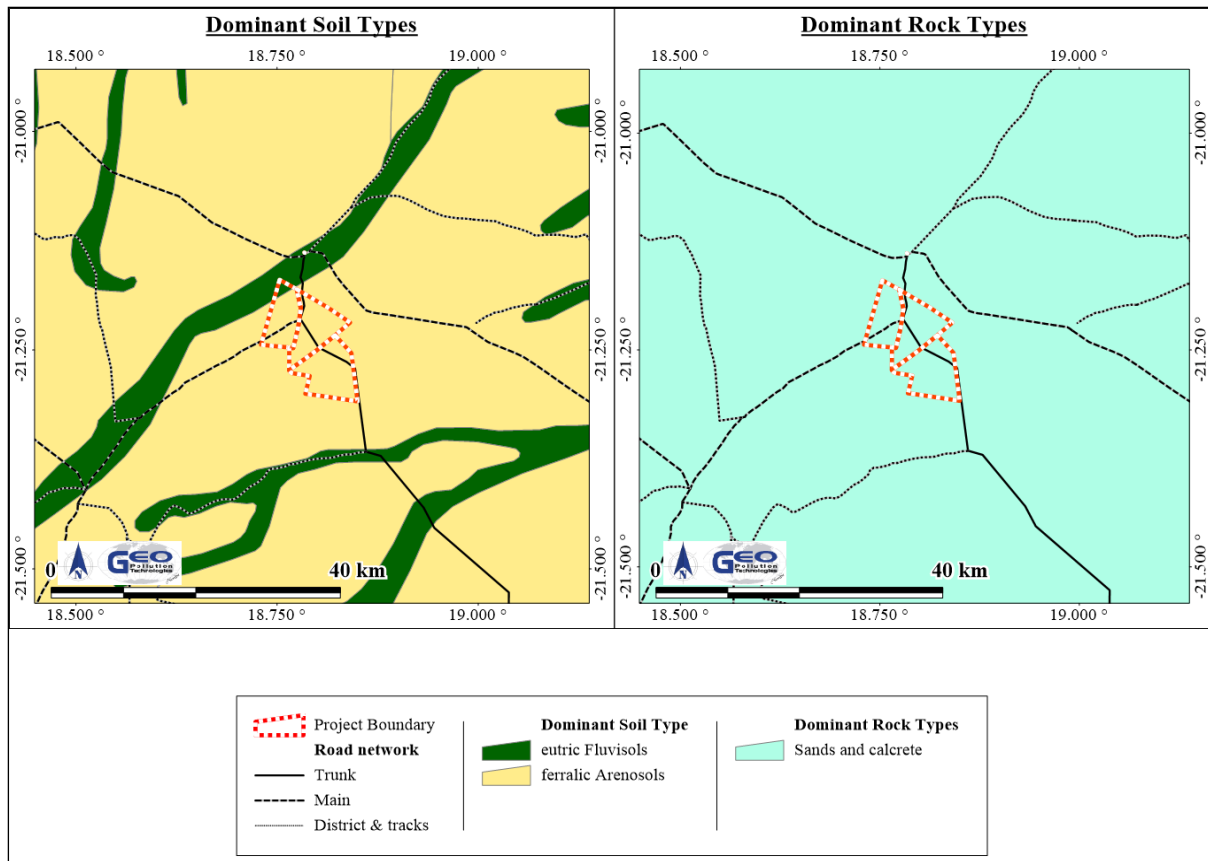 Dominant Soil Types
18.500 °
18.750 °
19.000 °
-21.000 °
-21.250 °
-21.500 °
-21.000 °
-21.250 °
-21.500 °
N
GEO
Pollution
Technologies
0
40 km
18.500 °
18.750 °
19.000 °
Dominant Rock Types
18.500 °
18.750 °
19.000 °
-21.000 °
-21.250 °
-21.500 °
-21.000 °
-21.250 °
-21.500 °
N
GEO
Pollution
Technologies
0
40 km
18.500 °
18.750 °
19.000 °
Project Boundary
Road network
Trunk
Main
District & tracks
Dominant Soil Type
eutric Fluvisols
ferralic Arenosols
Dominant Rock Types
Sands and calcrete